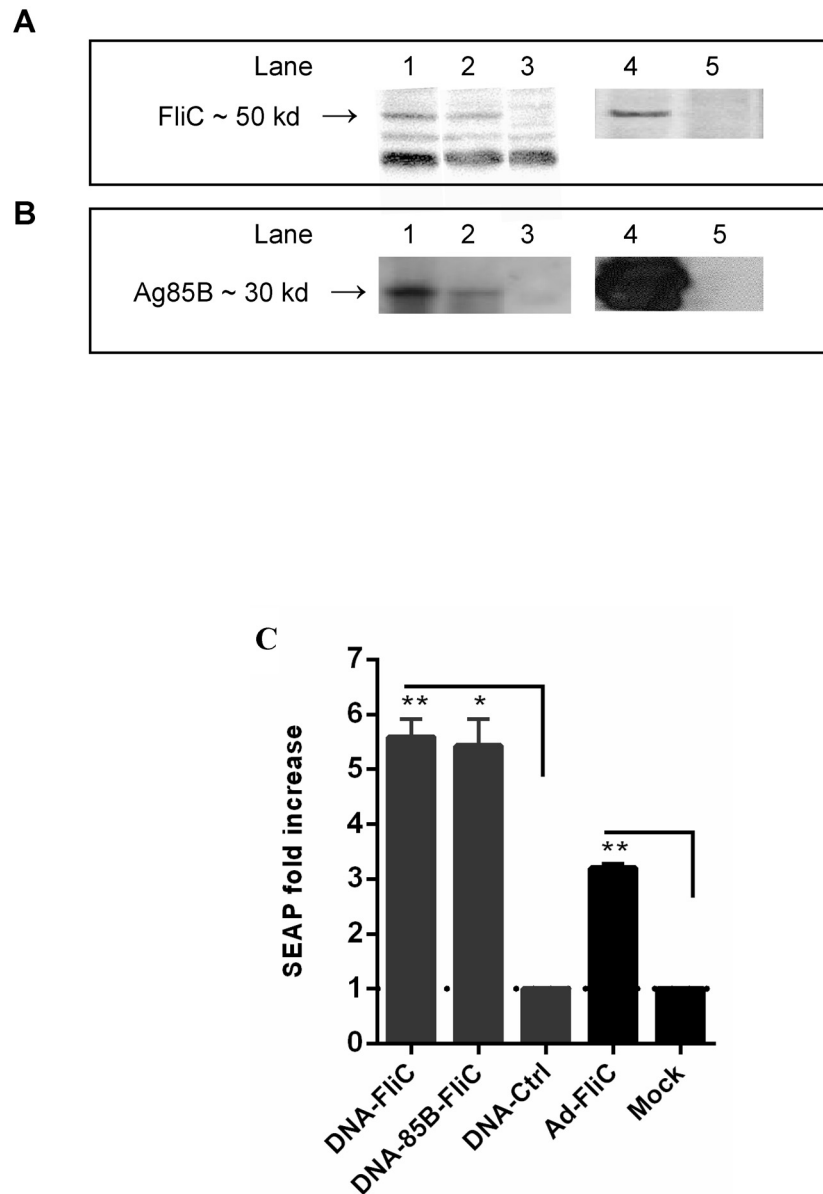 A
Lane 1 2 3 4 5
FliC ~ 50 kd →
B
Lane 1 2 3 4 5
Ag85B ~ 30 kd →
C
SEAP fold increase
7
6
5
4
3
2
1
0
** *
**
DNA-FliC
DNA-85B-FliC
DNA-Ctrl
Ad-FliC
Mock